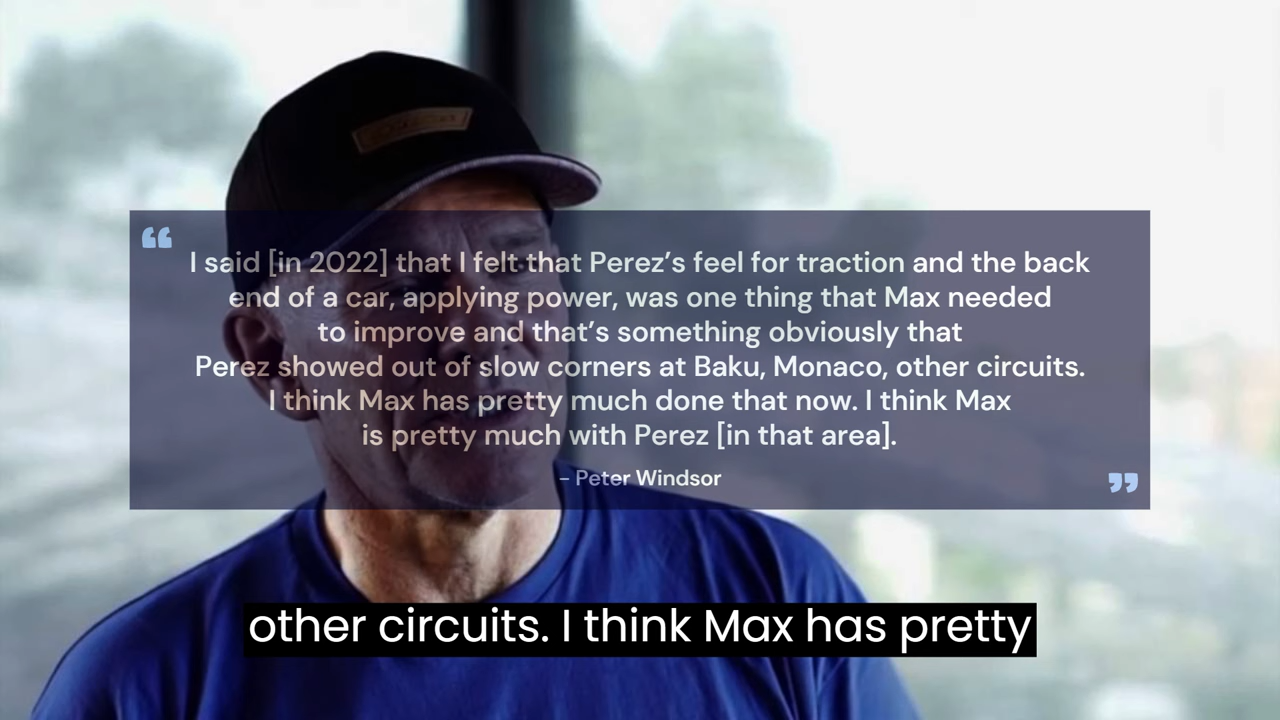 “
I said [in 2022] that I felt that Perez’s feel for traction and the back
end of a car, applying power, was one thing that Max needed
to improve and that’s something obviously that
Perez showed out of slow corners at Baku, Monaco, other circuits.
I think Max has pretty much done that now. I think Max
is pretty much with Perez [in that area].
– Peter Windsor
”
other circuits. I think Max has pretty